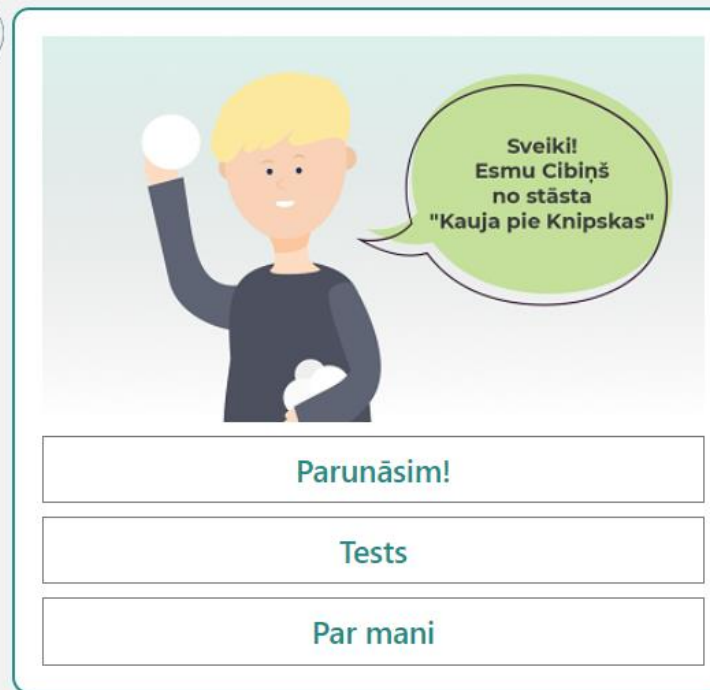 Sveiki!
Esmu Cibiņš
no stāsta
"Kauja pie Knipskas"
Parunāsim!
Tests
Par mani